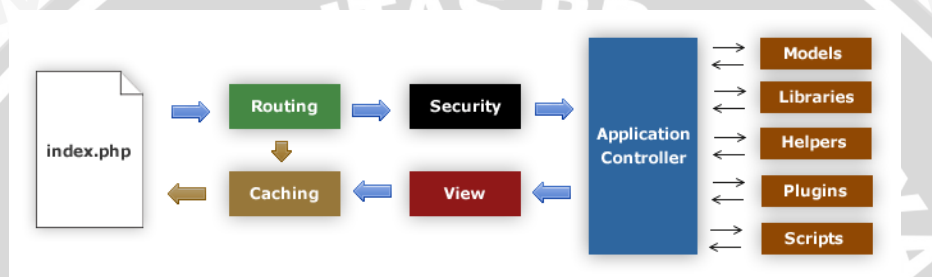 index.php
Routing
Security
Caching
View
Application
Controller
Models
Libraries
Helpers
Plugins
Scripts